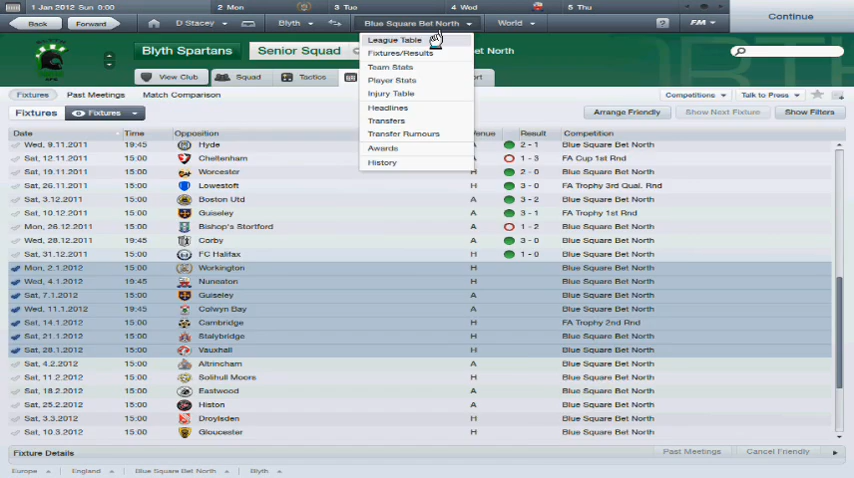 1 Jan 2012 Sun 0:00 2 Mon 3 Tue 4 Wed 5 Thu
Back Forward D Stacey Blyth Blue Square Bet North World ? FM Continue
Blyth Spartans Senior Squad et North
League Table
Fixtures/Results
Team Stats
Player Stats
Injury Table
Headlines
Transfers
Transfer Rumours
Awards
History
View Club Squad Tactics ort
Fixtures Past Meetings Match Comparison Competitions Talk to Press
Fixtures Fixtures Arrange Friendly Show Next Fixture Show Filters
Date Time Opposition Venue Result Competition
Wed, 9.11.2011 19:45 Hyde H 2 - 1 Blue Square Bet North
Sat, 12.11.2011 15:00 Cheltenham A 1 - 3 FA Cup 1st Rnd
Sat, 19.11.2011 15:00 Worcester H 2 - 0 Blue Square Bet North
Sat, 26.11.2011 15:00 Lowestoft H 3 - 0 FA Trophy 3rd Qual. Rnd
Sat, 3.12.2011 15:00 Boston Utd A 3 - 2 Blue Square Bet North
Sat, 10.12.2011 15:00 Guiseley A 3 - 1 FA Trophy 1st Rnd
Mon, 26.12.2011 15:00 Bishop's Stortford A 1 - 2 Blue Square Bet North
Wed, 28.12.2011 19:45 Corby A 3 - 0 Blue Square Bet North
Sat, 31.12.2011 15:00 FC Halifax H 1 - 0 Blue Square Bet North
Mon, 2.1.2012 15:00 Workington H Blue Square Bet North
Wed, 4.1.2012 19:45 Nuneaton H Blue Square Bet North
Sat, 7.1.2012 15:00 Guiseley A Blue Square Bet North
Wed, 11.1.2012 19:45 Colwyn Bay A Blue Square Bet North
Sat, 14.1.2012 15:00 Cambridge H FA Trophy 2nd Rnd
Sat, 21.1.2012 15:00 Stalybridge H Blue Square Bet North
Sat, 28.1.2012 15:00 Vauxhall H Blue Square Bet North
Sat, 4.2.2012 15:00 Altrincham A Blue Square Bet North
Sat, 11.2.2012 15:00 Solihull Moors H Blue Square Bet North
Sat, 18.2.2012 15:00 Eastwood A Blue Square Bet North
Sat, 25.2.2012 15:00 Histon A Blue Square Bet North
Sat, 3.3.2012 15:00 Droylsden H Blue Square Bet North
Sat, 10.3.2012 15:00 Gloucester H Blue Square Bet North
Fixture Details Past Meetings Cancel Friendly
Europe England Blue Square Bet North Blyth